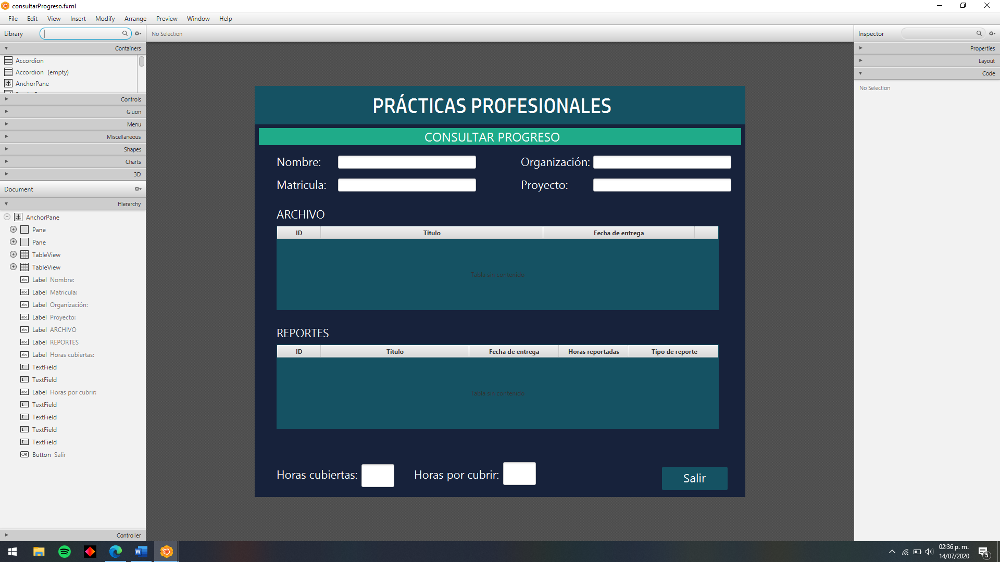 consultarProgreso.fxml
File Edit View Insert Modify Arrange Preview Window Help
Library
No Selection
Inspector
Containers
Accordion
Accordion (empty)
AnchorPane
Controls
Gluon
Menu
Miscellaneous
Shapes
Charts
3D
Document
Hierarchy
AnchorPane
Pane
Pane
TableView
TableView
Label Nombre:
Label Matricula:
Label Organización:
Label Proyecto:
Label ARCHIVO
Label REPORTES
Label Horas cubiertas:
TextField
TextField
Label Horas por cubrir:
TextField
TextField
TextField
TextField
OK Button Salir
Controller
PRÁCTICAS PROFESIONALES
CONSULTAR PROGRESO
Nombre: Organización:
Matricula: Proyecto:
ARCHIVO
ID Titulo Fecha de entrega
Tabla sin contenido
REPORTES
ID Titulo Fecha de entrega Horas reportadas Tipo de reporte
Tabla sin contenido
Horas cubiertas: Horas por cubrir: Salir
Properties
Layout
Code
No Selection
02:36 p. m.
14/07/2020
5